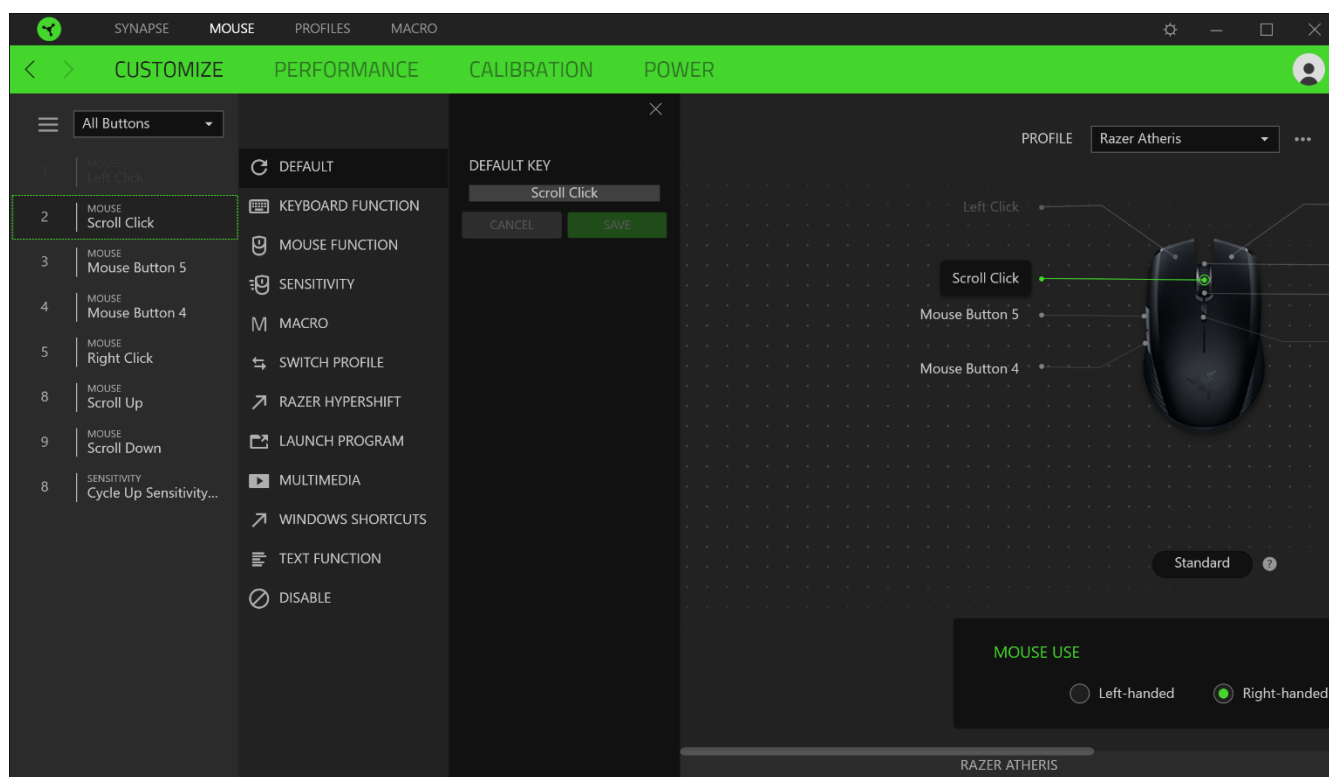 SYNAPSE MOUSE PROFILES MACRO
CUSTOMIZE PERFORMANCE CALIBRATION POWER
All Buttons
1 MOUSE
Left Click
2 MOUSE
Scroll Click
3 MOUSE
Mouse Button 5
4 MOUSE
Mouse Button 4
5 MOUSE
Right Click
8 MOUSE
Scroll Up
9 MOUSE
Scroll Down
8 SENSITIVITY
Cycle Up Sensitivity...
DEFAULT
KEYBOARD FUNCTION
MOUSE FUNCTION
SENSITIVITY
MACRO
SWITCH PROFILE
RAZER HYPERSHIFT
LAUNCH PROGRAM
MULTIMEDIA
WINDOWS SHORTCUTS
TEXT FUNCTION
DISABLE
DEFAULT KEY
Scroll Click
CANCEL SAVE
PROFILE Razer Atheris
Left Click
Scroll Click
Mouse Button 5
Mouse Button 4
Standard ?
MOUSE USE
Left-handed Right-handed
RAZER ATHERIS